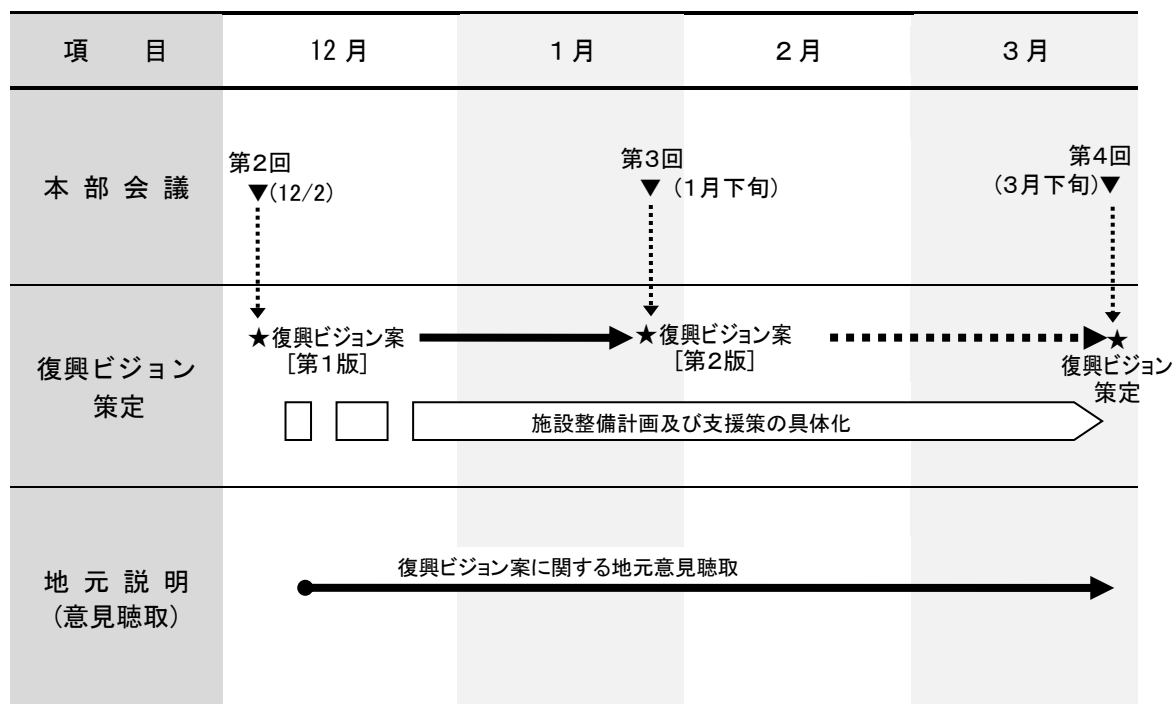 項 目 12月 1月 2月 3月
本部会議
第2回
▼(12/2)
第3回
▼(1月下旬)
第4回
(3月下旬)▼
復興ビジョン
策定
★復興ビジョン案
[第1版]
★復興ビジョン案
[第2版]
★
復興ビジョン
策定
施設整備計画及び支援策の具体化
地元説明
(意見聴取)
復興ビジョン案に関する地元意見聴取